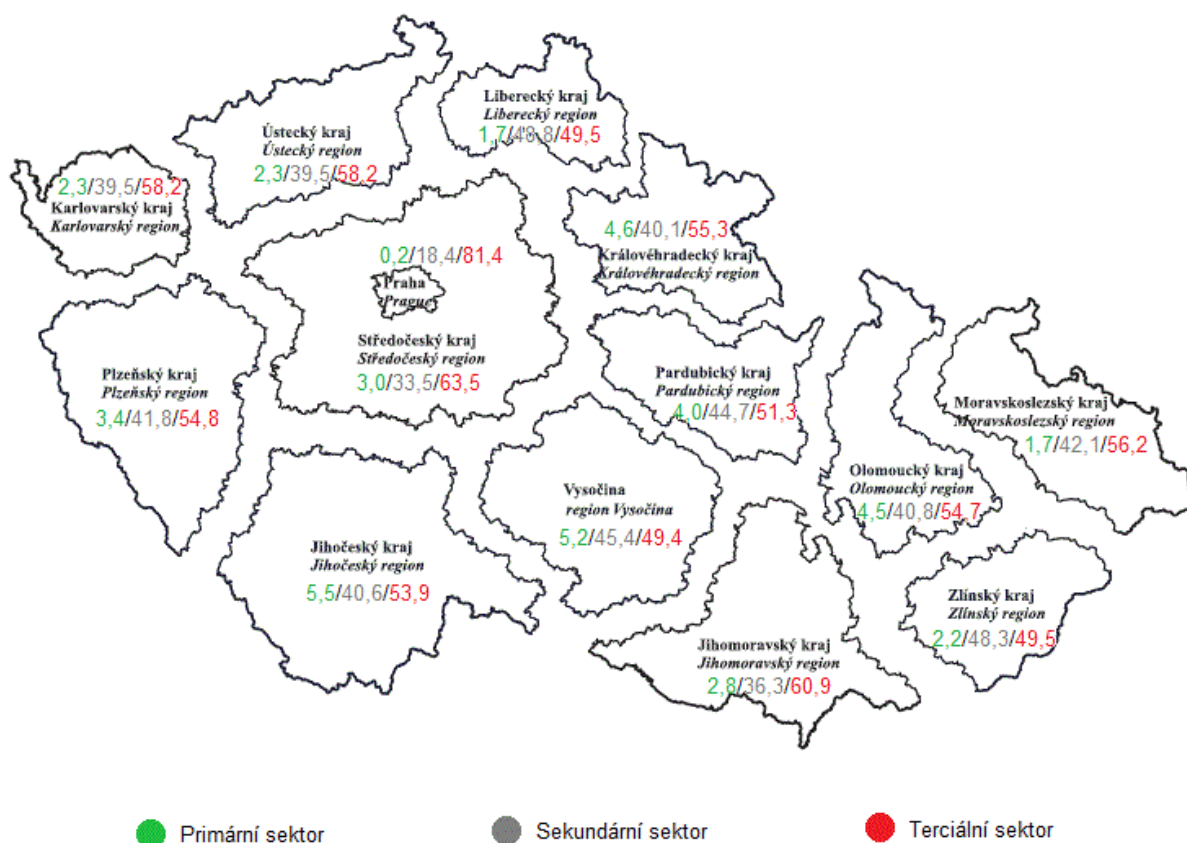 Liberecký kraj
Liberecký region
1,7/48,8/49,5
Ústecký kraj
Ústecký region
2,3/39,5/58,2
2,3/39,5/58,2
Karlovarský kraj
Karlovarský region
4,6/40,1/55,3
Královéhradecký kraj
Královéhradecký region
0,2/18,4/81,4
Praha
Prague
Středočeský kraj
Středočeský region
3,0/33,5/63,5
Plzeňský kraj
Plzeňský region
3,4/41,8/54,8
Pardubický kraj
Pardubický region
4,0/44,7/51,3
Moravskoslezský kraj
Moravskoslezský region
1,7/42,1/56,2
Olomoucký kraj
Olomoucký region
4,5/40,8/54,7
Vysočina
region Vysočina
5,2/45,4/49,4
Jihočeský kraj
Jihočeský region
5,5/40,6/53,9
Zlínský kraj
Zlínský region
2,2/48,3/49,5
Jihomoravský kraj
Jihomoravský region
2,8/36,3/60,9
Primární sektor
Sekundární sektor
Terciální sektor